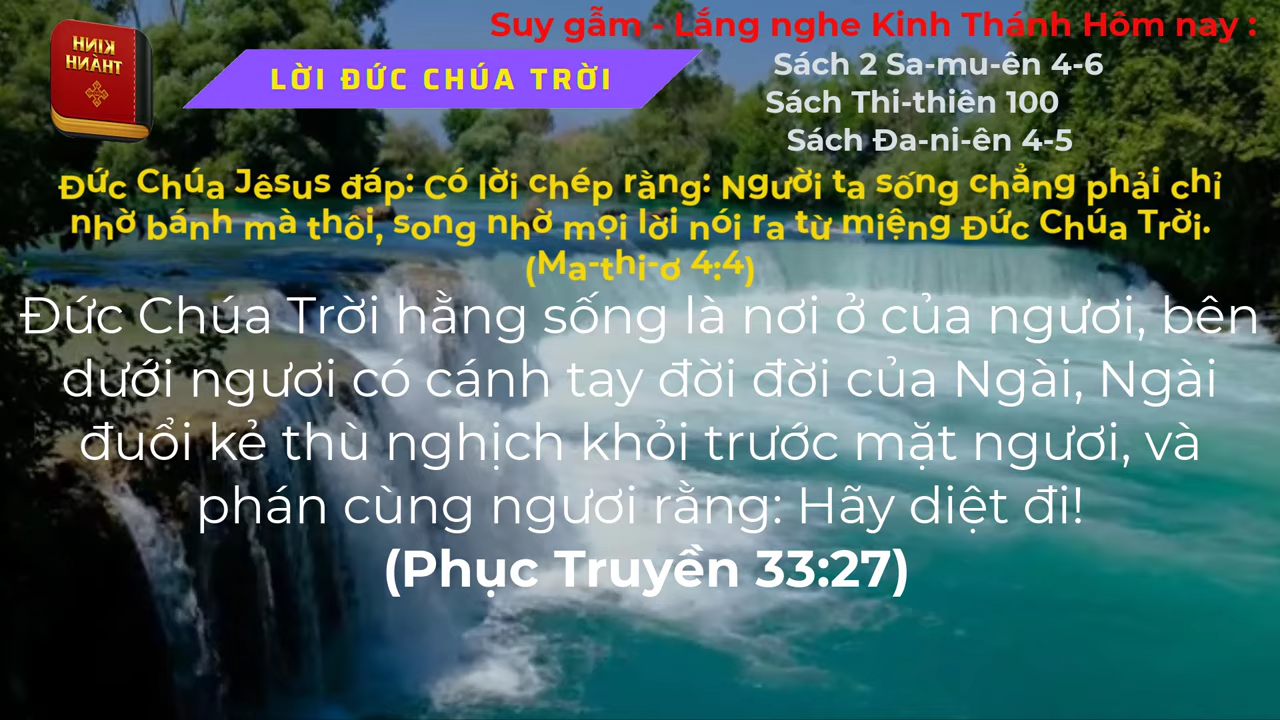 Suy gẫm - Lắng nghe Kinh Thánh Hôm nay :
KINH
THÀNH
LỜI ĐỨC CHÚA TRỜI
Sách 2 Sa-mu-ên 4-6
Sách Thi-thiên 100
Sách Đa-ni-ên 4-5
Đức Chúa Jêsus đáp: Có lời chép rằng: Người ta sống chẳng phải chỉ
nhờ bánh mà thôi, song nhờ mọi lời nói ra từ miệng Đức Chúa Trời.
(Ma-thi-ơ 4:4)
Đức Chúa Trời hằng sống là nơi ở của ngươi, bên
dưới ngươi có cánh tay đời đời của Ngài, Ngài
đuổi kẻ thù nghịch khỏi trước mặt ngươi, và
phán cùng ngươi rằng: Hãy diệt đi!
(Phục Truyền 33:27)